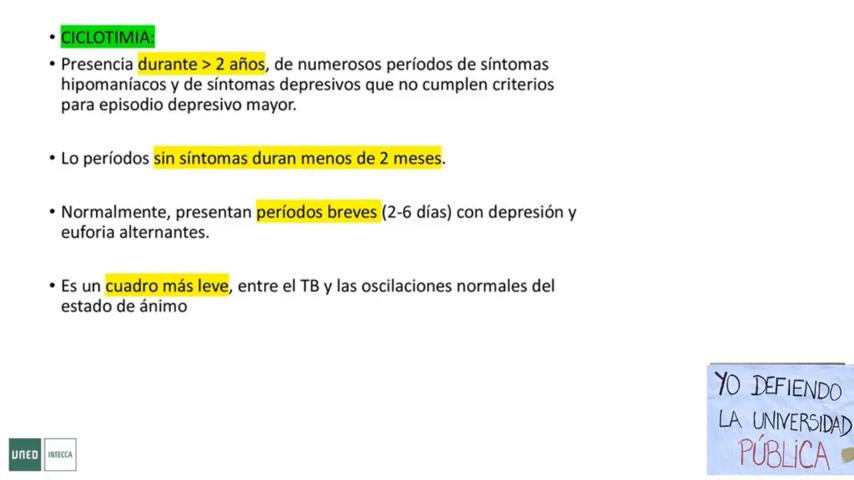 • CICLOTIMIA:
• Presencia durante > 2 años, de numerosos períodos de síntomas
hipomaníacos y de síntomas depresivos que no cumplen criterios
para episodio depresivo mayor.
• Lo períodos sin síntomas duran menos de 2 meses.
• Normalmente, presentan períodos breves (2-6 días) con depresión y
euforia alternantes.
• Es un cuadro más leve, entre el TB y las oscilaciones normales del
estado de ánimo
YO DEFIENDO
LA UNIVERSIDAD
PÚBLICA
UNED INTECCA